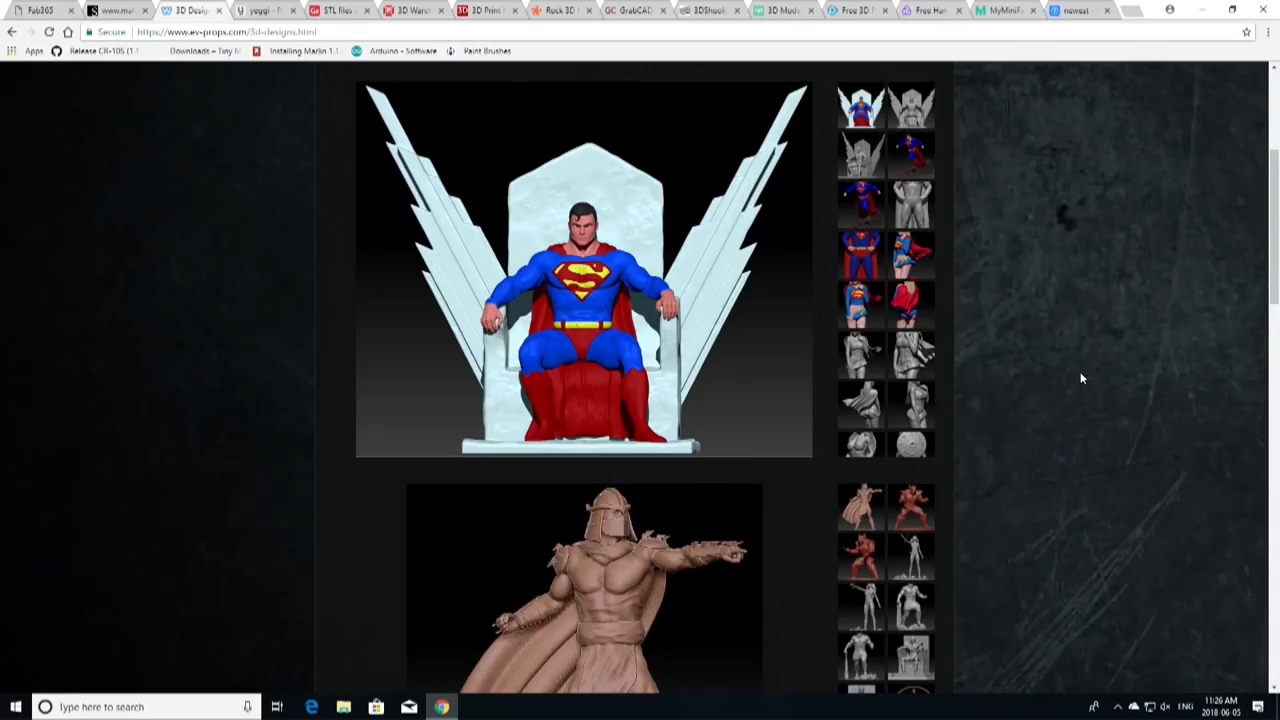 Fab365
www.mal
3D Desig
yeggi - P
STL files
3D Ware
3D Print
Rock 3D
GrabCAD
3DShook
3D Mode
Free 3D
Free Han
MyMiniFa
newest
Secure | https://www.ev-props.com/3d-designs.html
Apps
Release CR-10S (1.1
Downloads – Tiny M
Installing Marlin 1.1
Arduino - Software
Paint Brushes
Type here to search
ENG
11:26 AM
2018-06-05